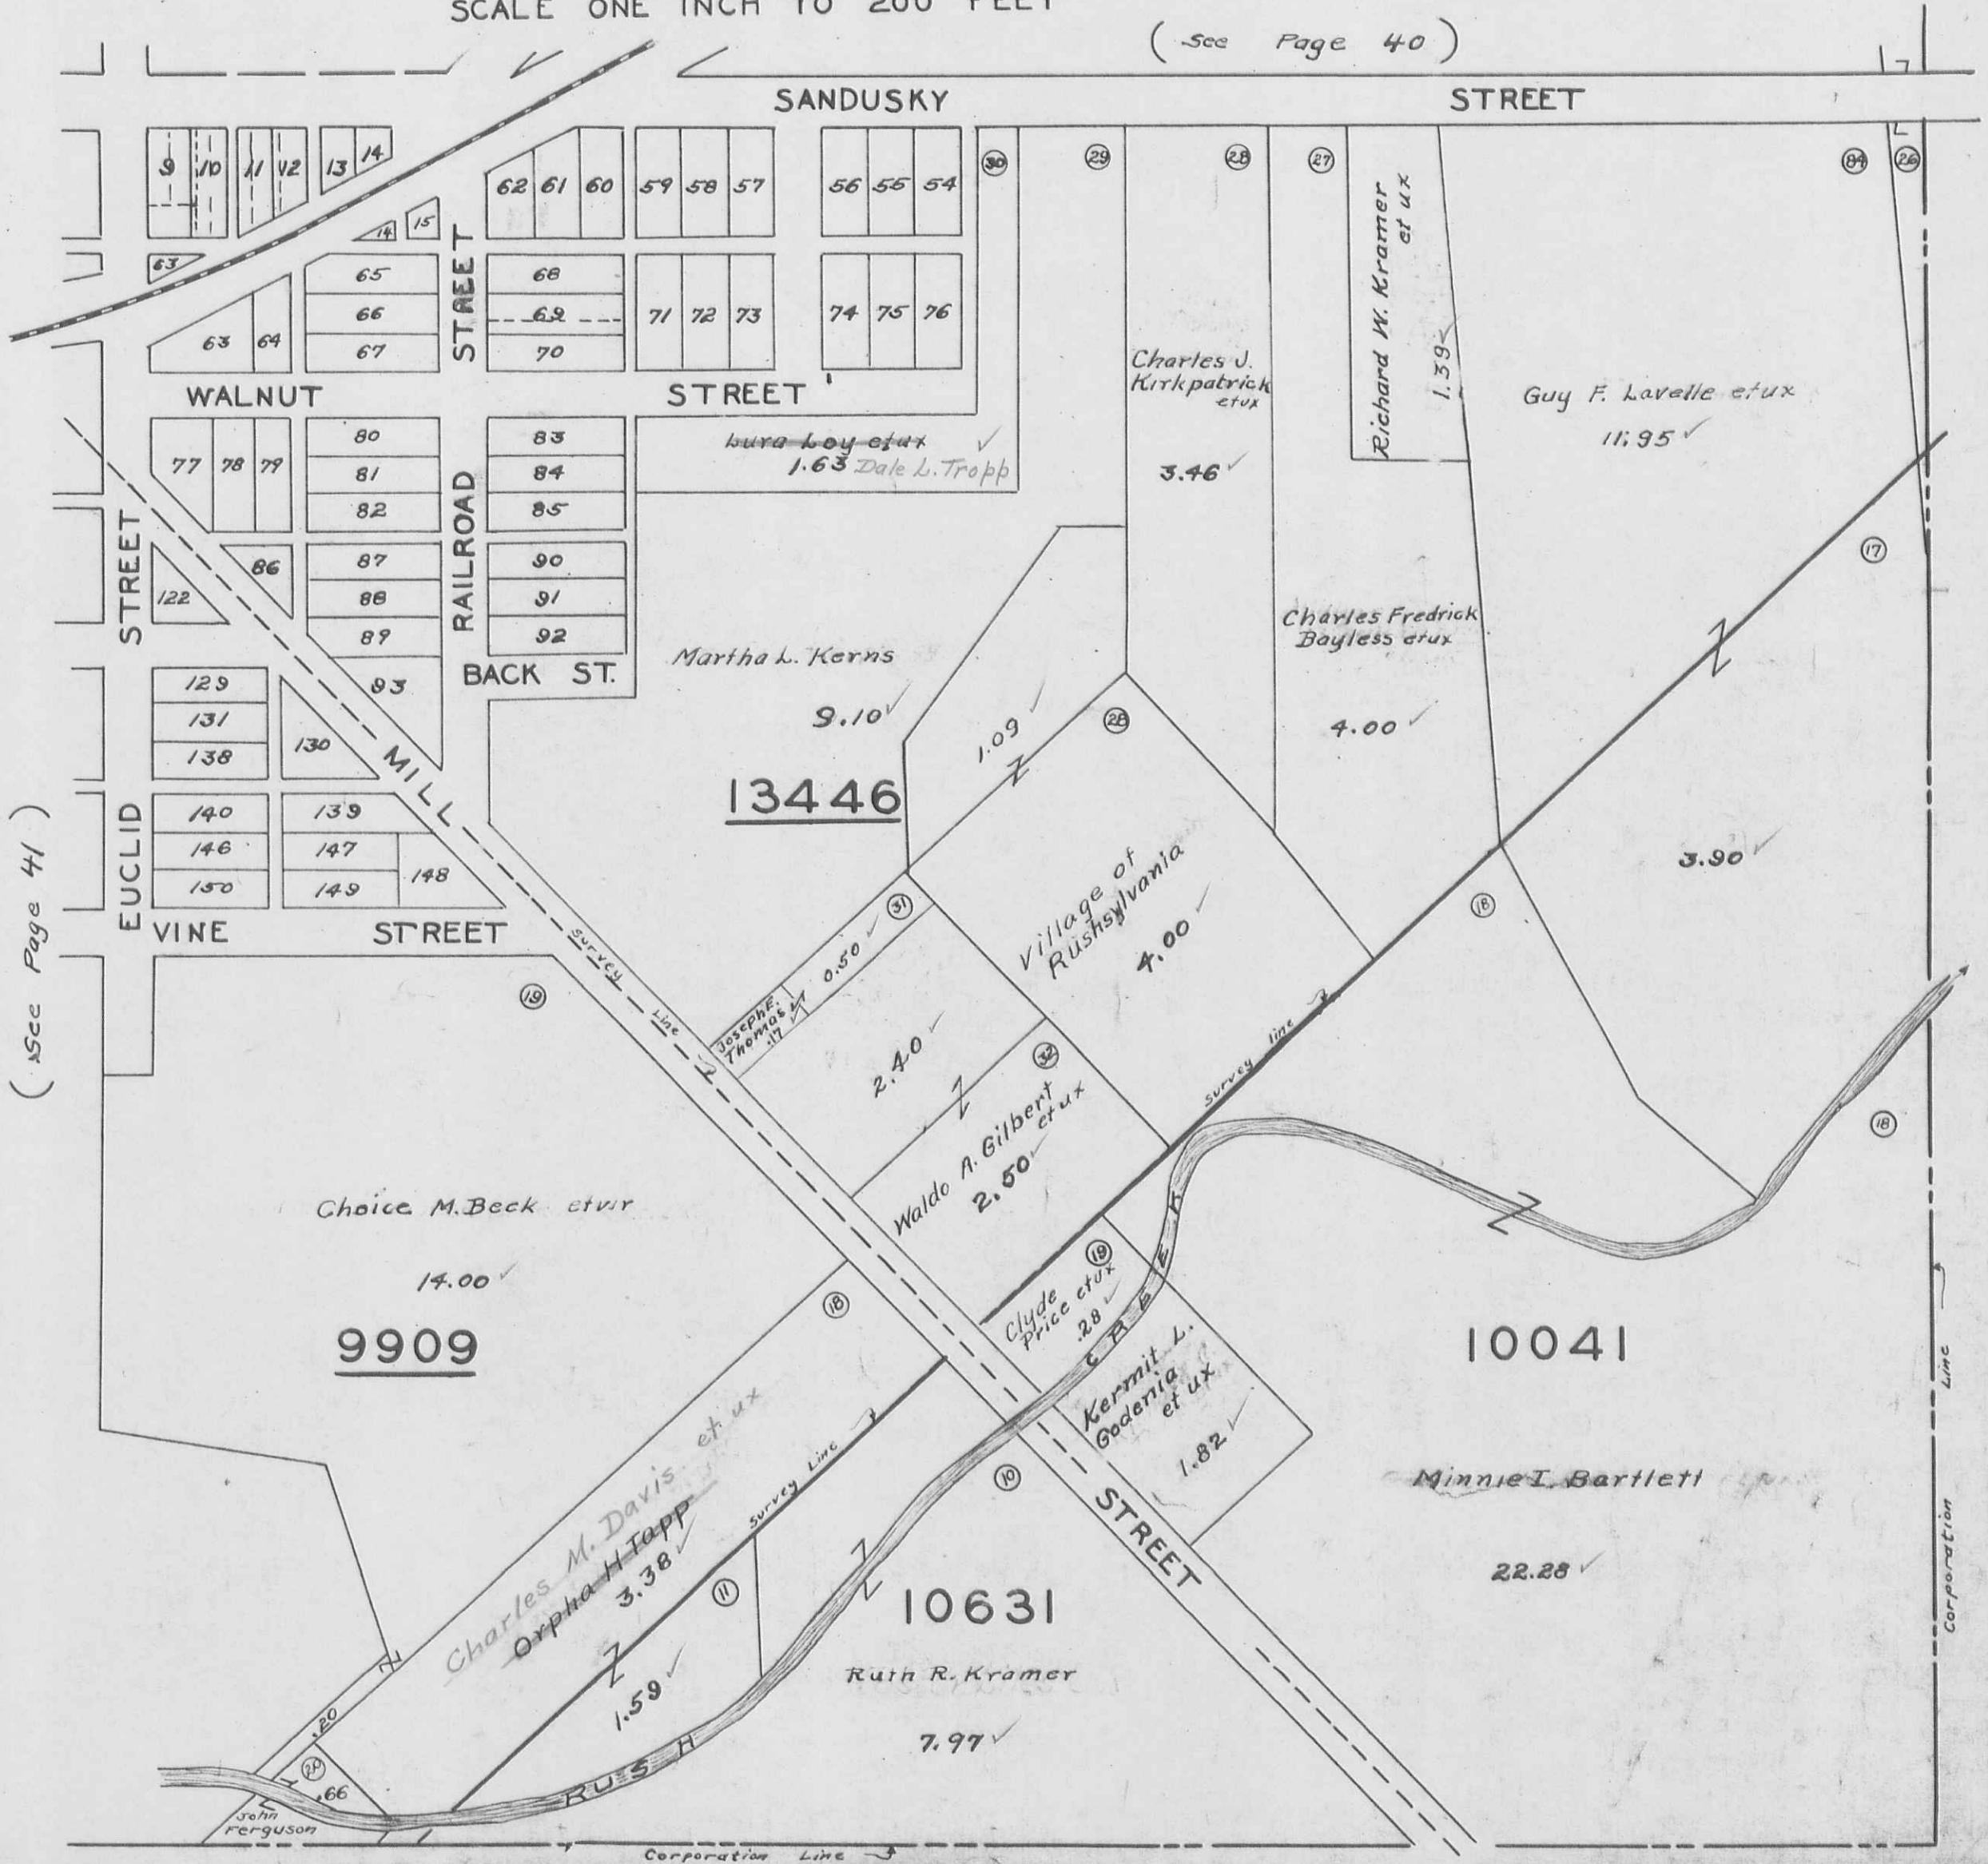 SCALE ONE INCH TO 200 FEET
( See Page 40 )
SANDUSKY STREET
9 10 11 12 13 14
62 61 60 59 58 57 56 55 54
30 29 28 27 84 26
14 15
63
65
66
67
68
69
70
71 72 73 74 75 76
63 64
STREET
Richard W. Kramer
et ux
1.39
Charles J.
Kirkpatrick
etux
3.46
Guy F. Lavelle etux
11.95
WALNUT STREET
77 78 79
80
81
82
83
84
85
Lura Loy etux
1.63 Dale L. Tropp
RAILROAD
STREET
86
122
87
88
89
93
90
91
92
BACK ST.
17
Martha L. Kerns
9.10
1.09
28
Charles Fredrick
Bayless etux
4.00
129
131
138
130
MILL
13446
EUCLID
140
146
150
139
147
149
148
3.90
( See Page 41 )
VINE STREET
Village of
Rushsylvania
4.00
18
31
0.50
Joseph E.
Thomas
.17
Survey Line
19
2.40
32
Survey line
Waldo A. Gilbert
et ux
2.50
18
Choice M. Beck etvir
14.00
9909
18
19
Clyde
Price etux
.28
CREEK
Kermit L.
Godenia
et ux
1.82
10041
Minnie I. Bartlett
22.28
Corporation Line
Charles M. Davis et ux
Orpha H Tapp
3.38
Survey Line
10
STREET
11
1.59
10631
Ruth R. Kramer
7.97
.20
20
.66
John
Ferguson
RUSH
Corporation Line